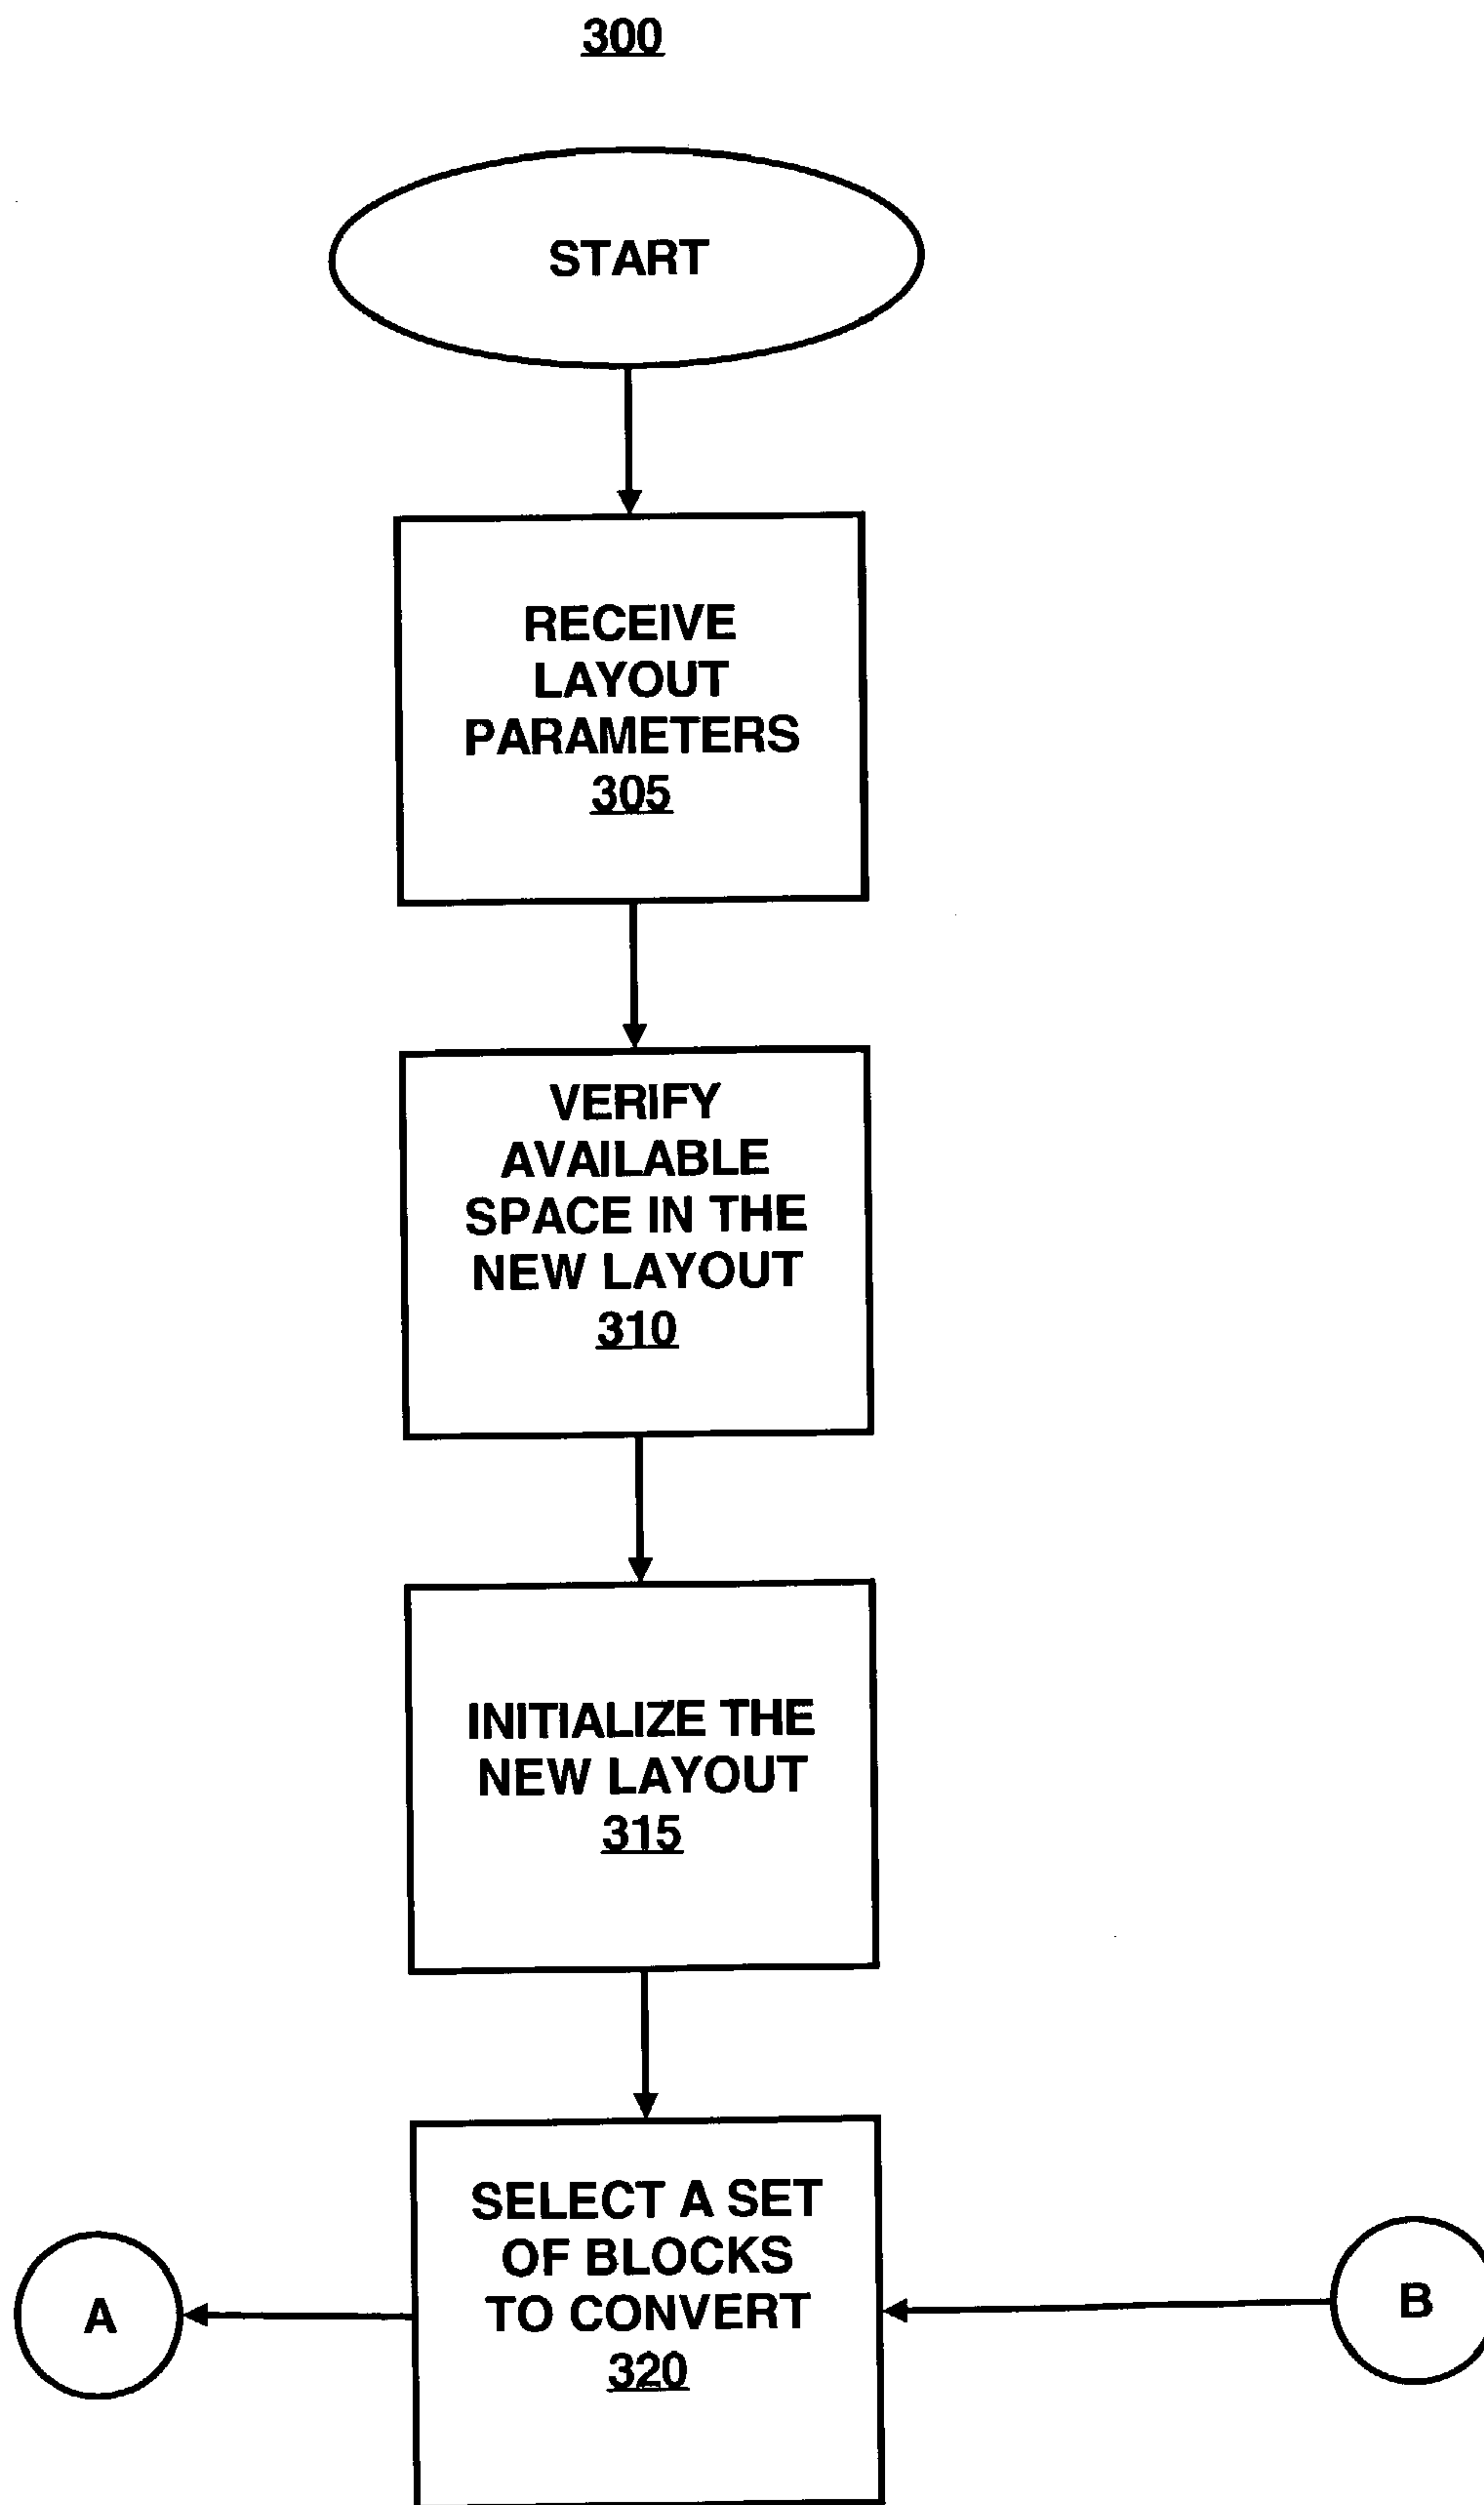 300
START
RECEIVE
LAYOUT
PARAMETERS
305
VERIFY
AVAILABLE
SPACE IN THE
NEW LAYOUT
310
INITIALIZE THE
NEW LAYOUT
315
SELECT A SET
OF BLOCKS
TO CONVERT
320
A
B